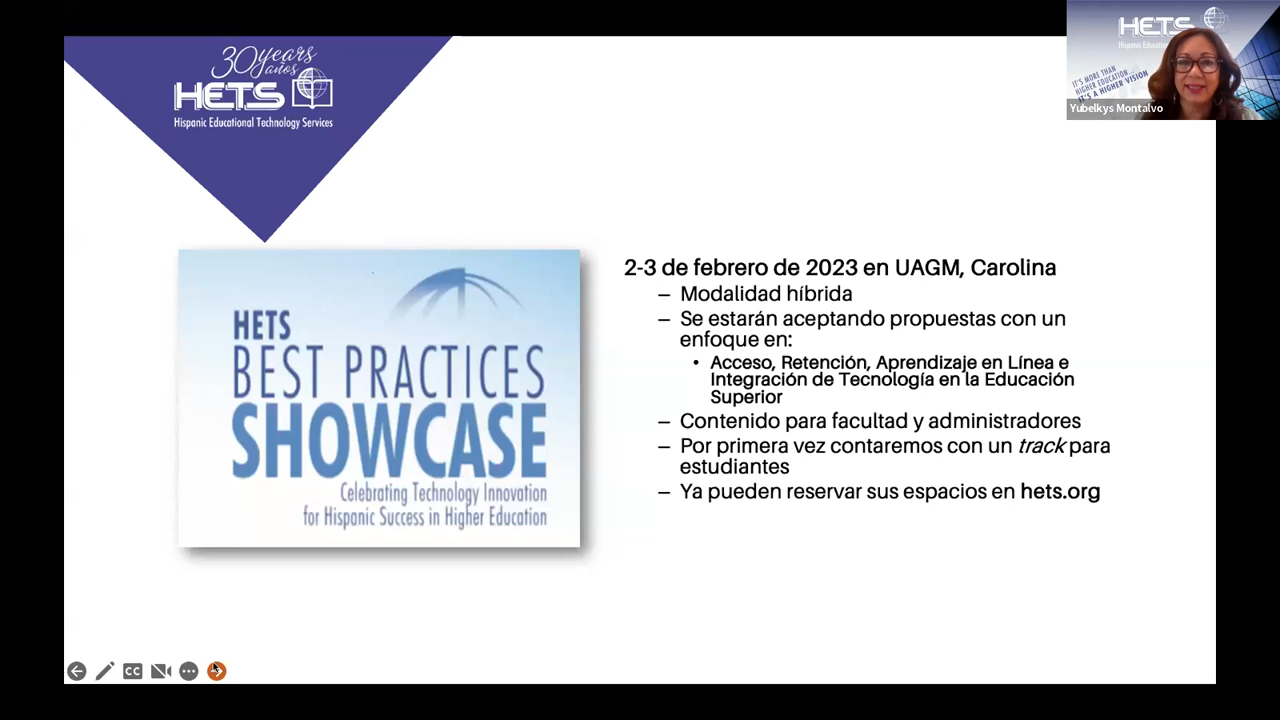 30 years
años
HETS
Hispanic Educational Technology Services
HETS
IT'S MORE THAN
HIGHER EDUCATION...
IT'S A HIGHER VISION
Yubelkys Montalvo
HETS
BEST PRACTICES
SHOWCASE
Celebrating Technology Innovation
for Hispanic Success in Higher Education
2-3 de febrero de 2023 en UAGM, Carolina
– Modalidad híbrida
– Se estarán aceptando propuestas con un
enfoque en:
• Acceso, Retención, Aprendizaje en Línea e
Integración de Tecnología en la Educación
Superior
– Contenido para facultad y administradores
– Por primera vez contaremos con un track para
estudiantes
– Ya pueden reservar sus espacios en hets.org
CC